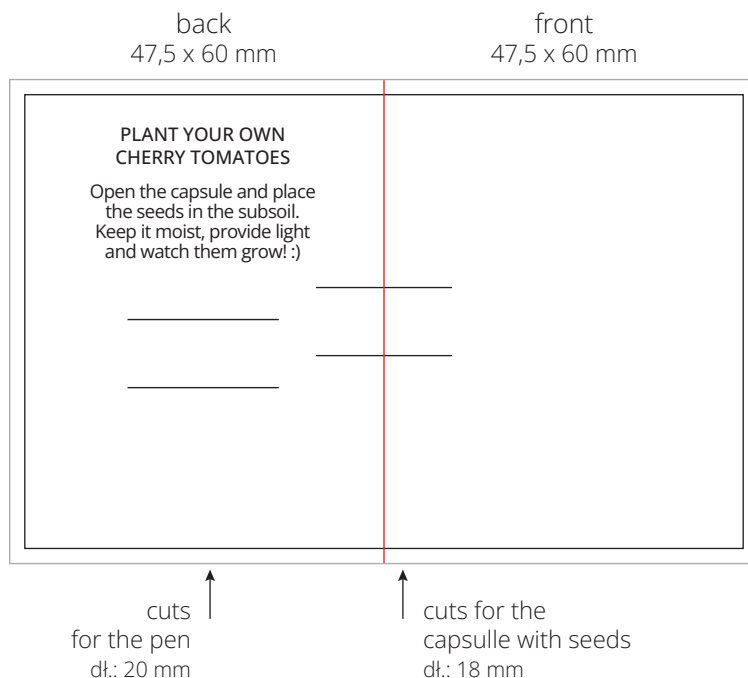 back
47,5 x 60 mm
front
47,5 x 60 mm
PLANT YOUR OWN
CHERRY TOMATOES
Open the capsule and place
the seeds in the subsoil.
Keep it moist, provide light
and watch them grow! :)
cuts
for the pen
dł.: 20 mm
cuts for the
capsulle with seeds
dł.: 18 mm